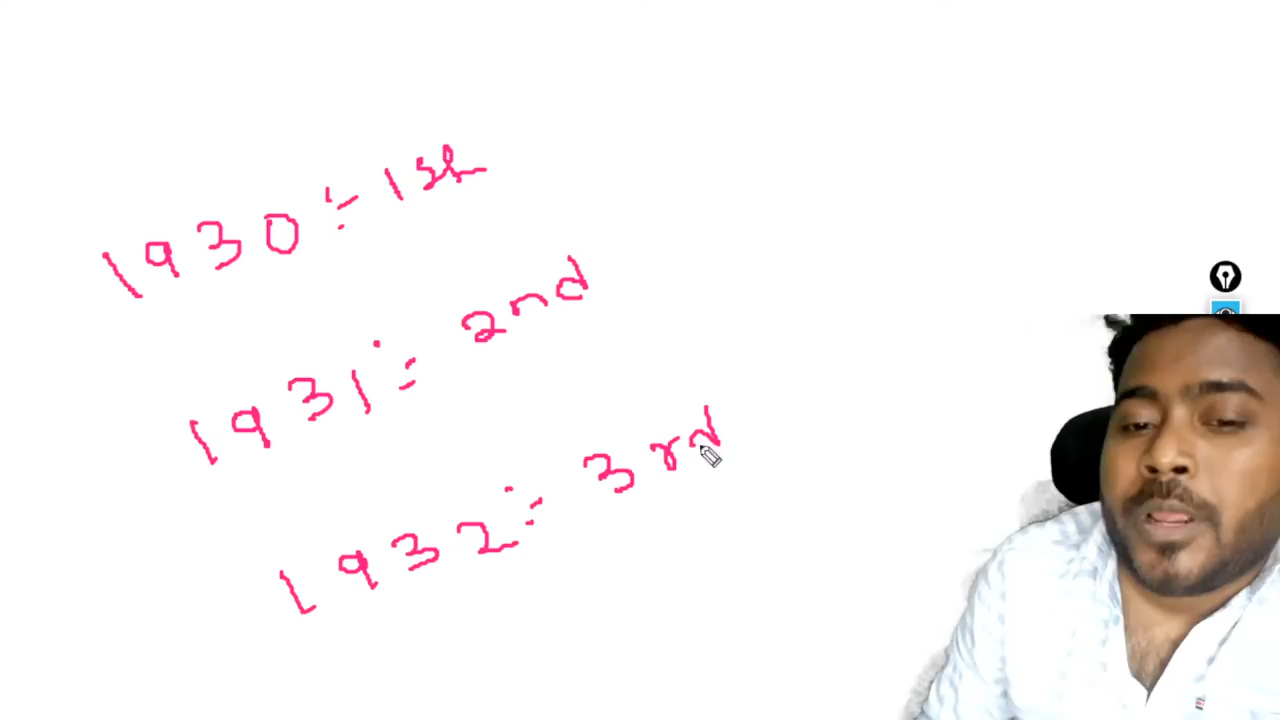 1930 :- 1st
1931 :- 2nd
1932 :- 3rd